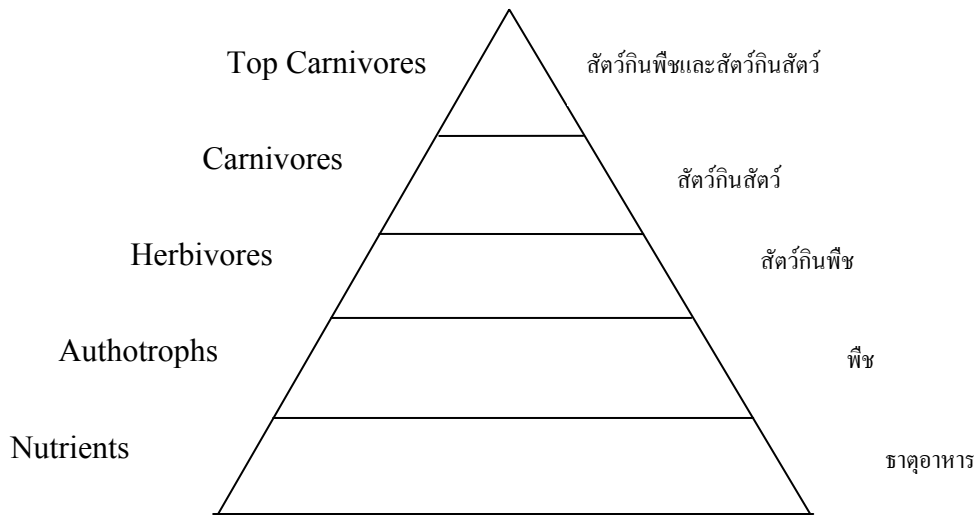 Top Carnivores สัตว์กินพืชและสัตว์กินสัตว์
Carnivores สัตว์กินสัตว์
Herbivores สัตว์กินพืช
Authotrophs พืช
Nutrients ธาตุอาหาร